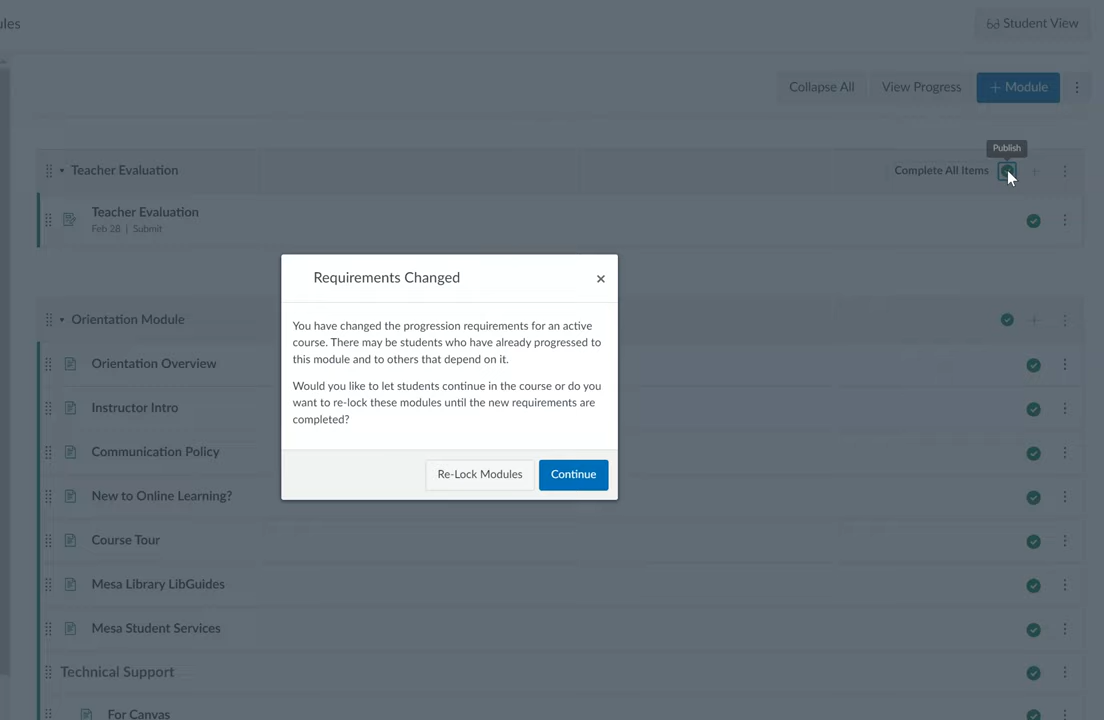 ules
Student View
Collapse All
View Progress
+ Module
Publish
Teacher Evaluation
Complete All Items
Teacher Evaluation
Feb 28 | Submit
Requirements Changed
×
You have changed the progression requirements for an active
course. There may be students who have already progressed to
this module and to others that depend on it.
Would you like to let students continue in the course or do you
want to re-lock these modules until the new requirements are
completed?
Re-Lock Modules
Continue
Orientation Module
Orientation Overview
Instructor Intro
Communication Policy
New to Online Learning?
Course Tour
Mesa Library LibGuides
Mesa Student Services
Technical Support
For Canvas